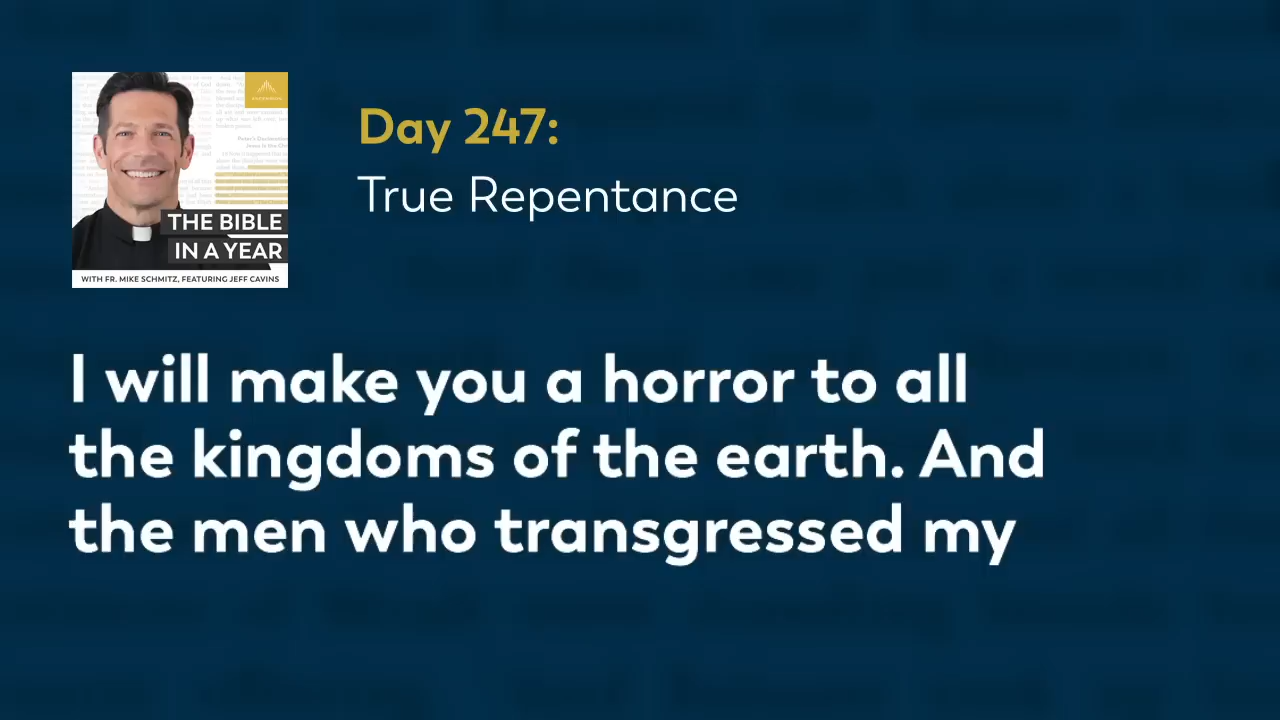 Day 247:
True Repentance
THE BIBLE
IN A YEAR
WITH FR. MIKE SCHMITZ, FEATURING JEFF CAVINS
I will make you a horror to all
the kingdoms of the earth. And
the men who transgressed my